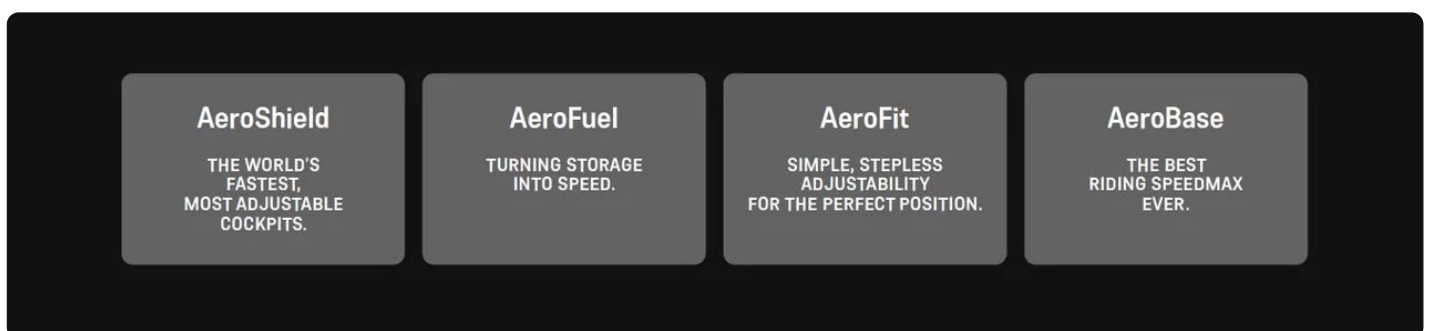 AeroShield
THE WORLD'S
FASTEST,
MOST ADJUSTABLE
COCKPITS.
AeroFuel
TURNING STORAGE
INTO SPEED.
AeroFit
SIMPLE, STEPLESS
ADJUSTABILITY
FOR THE PERFECT POSITION.
AeroBase
THE BEST
RIDING SPEEDMAX
EVER.